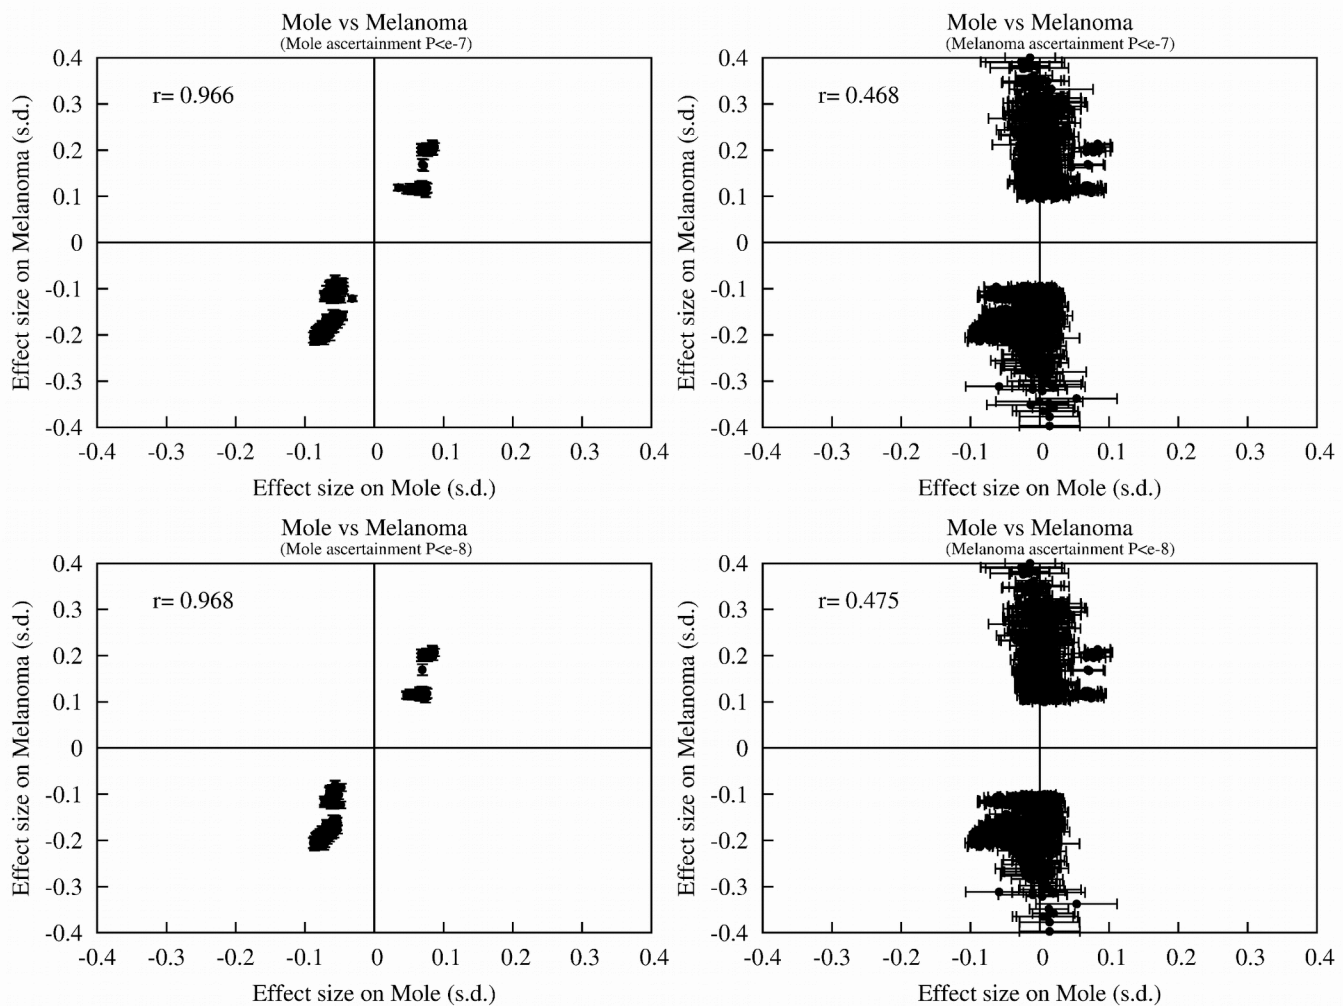 Mole vs Melanoma
(Mole ascertainment P<e-7)
r= 0.966
0.4
0.3
0.2
0.1
0
-0.1
-0.2
-0.3
-0.4
Effect size on Melanoma (s.d.)
-0.4 -0.3 -0.2 -0.1 0 0.1 0.2 0.3 0.4
Effect size on Mole (s.d.)
Mole vs Melanoma
(Melanoma ascertainment P<e-7)
r= 0.468
0.4
0.3
0.2
0.1
0
-0.1
-0.2
-0.3
-0.4
Effect size on Melanoma (s.d.)
-0.4 -0.3 -0.2 -0.1 0 0.1 0.2 0.3 0.4
Effect size on Mole (s.d.)
Mole vs Melanoma
(Mole ascertainment P<e-8)
r= 0.968
0.4
0.3
0.2
0.1
0
-0.1
-0.2
-0.3
-0.4
Effect size on Melanoma (s.d.)
-0.4 -0.3 -0.2 -0.1 0 0.1 0.2 0.3 0.4
Effect size on Mole (s.d.)
Mole vs Melanoma
(Melanoma ascertainment P<e-8)
r= 0.475
0.4
0.3
0.2
0.1
0
-0.1
-0.2
-0.3
-0.4
Effect size on Melanoma (s.d.)
-0.4 -0.3 -0.2 -0.1 0 0.1 0.2 0.3 0.4
Effect size on Mole (s.d.)